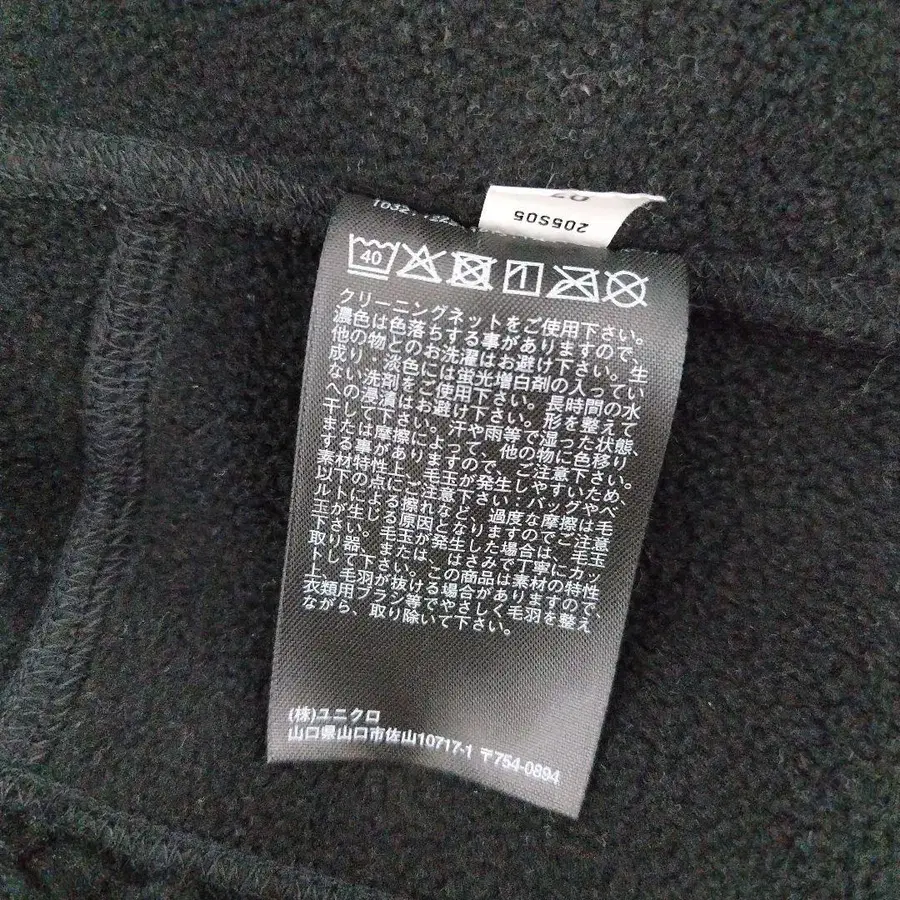 205S05
07
40
クリーニングネットをご使用下さい。
濃色は色落ちする事がありますので、
他の物とのお洗濯はお避け下さい。生
成り・淡色には蛍光増白剤の入ってい
ない洗剤をご使用下さい。長時間の水
への浸漬はお避け下さい。形を整えて
干して下さい。汗や雨等で湿った状態、
または摩擦によって、他の物に色移り
する事がありますので、ご注意下さい。
素材特性上、毛玉が発生しやすいため、
以下の点にご注意下さい・バッグやベ
ルトによる擦れなど、過度な摩擦は毛
玉が生じる原因となりますのでご注意
下さい。毛玉が発生した場合は、毛玉
取り器、または、はさみで丁寧にカッ
トして下さい。この商品は素材の特性
上、毛羽が抜ける場合がありますので、
衣類用ブラシ等でやさしく毛羽を整え
ながら、取り除いて下さい。
(株)ユニクロ
山口県山口市佐山10717-1 〒754-0894